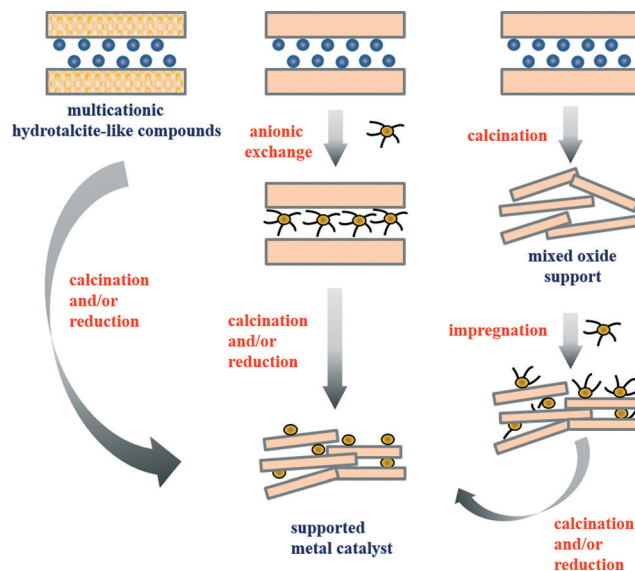 multicationic
hydrotalcite-like compounds
calcination
and/or
reduction
anionic
exchange
calcination
and/or
reduction
supported
metal catalyst
calcination
mixed oxide
support
impregnation
calcination
and/or
reduction